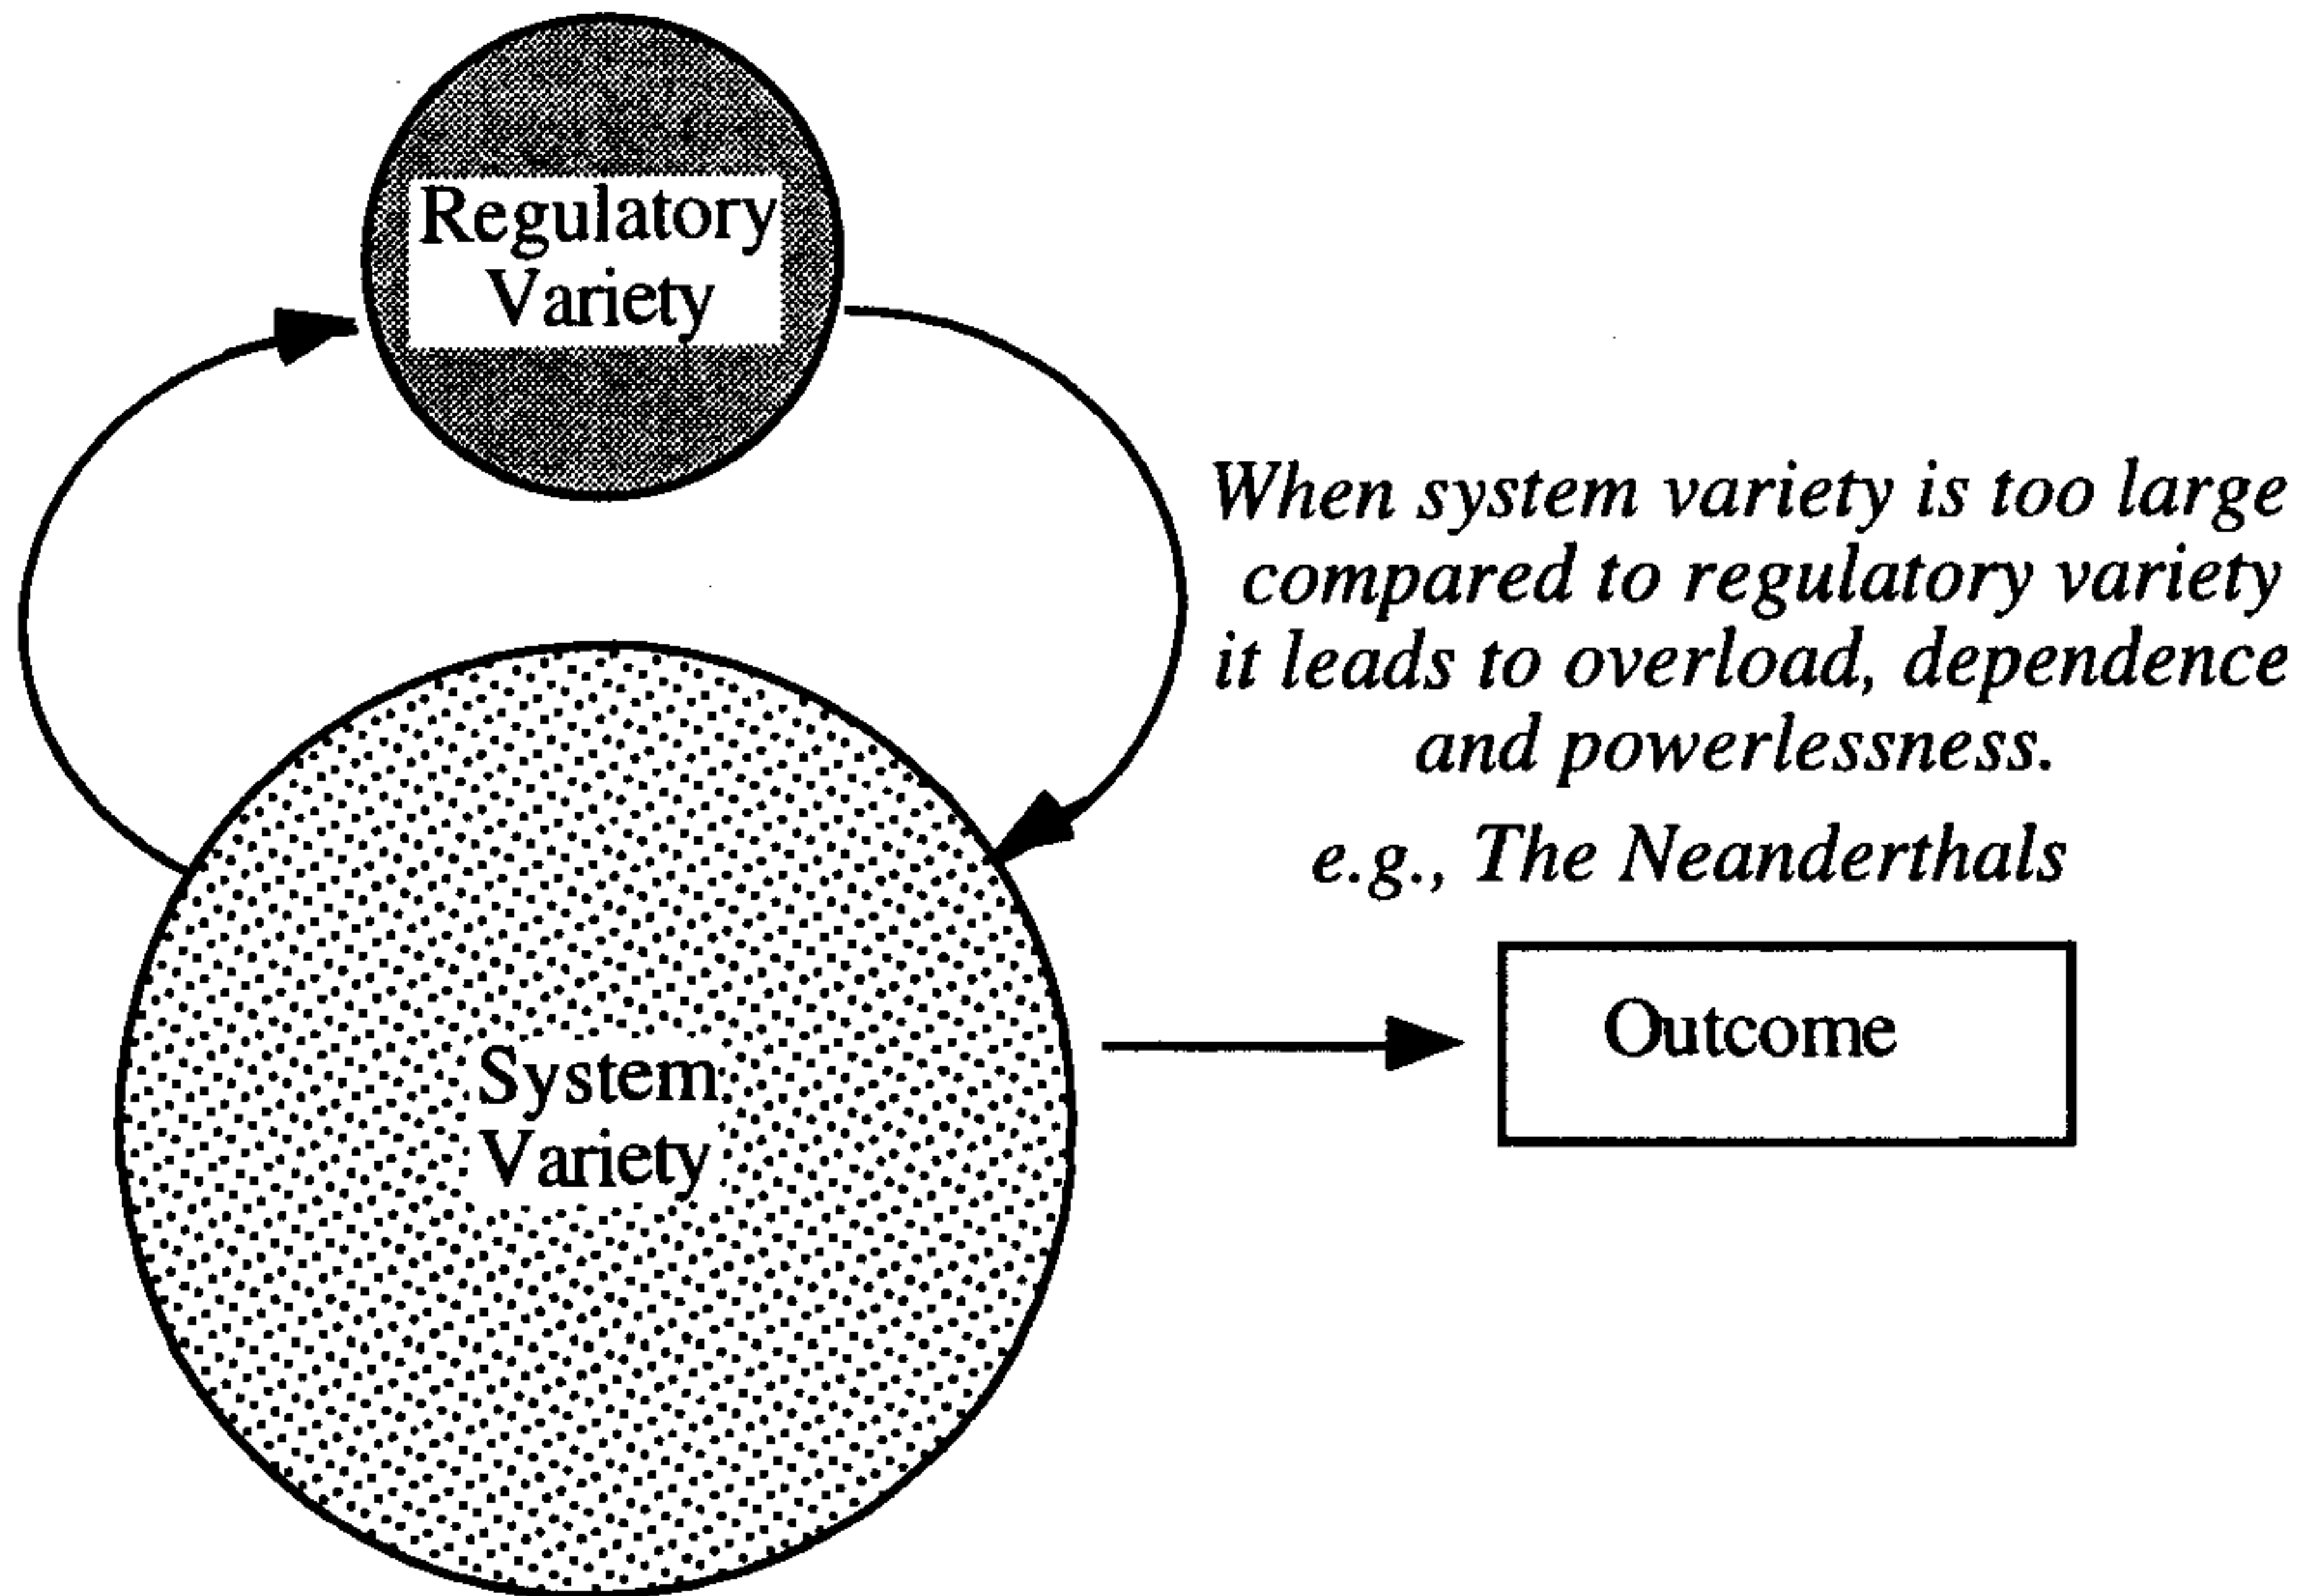 Regulatory
Variety
When system variety is too large
compared to regulatory variety
it leads to overload, dependence
and powerlessness.
e.g., The Neanderthals
System
Variety
Outcome